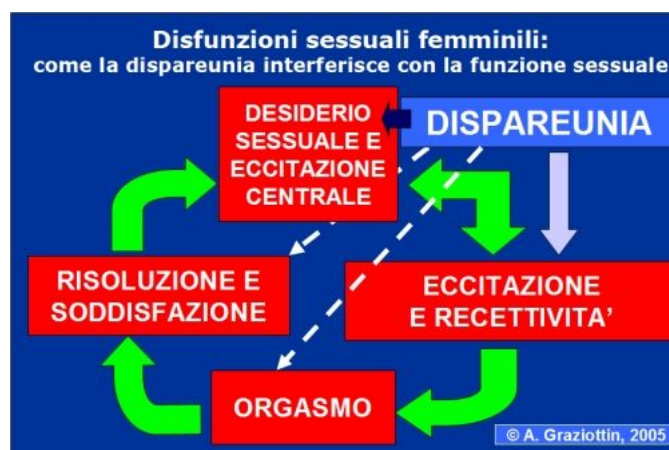 Disfunzioni sessuali femminili:
come la dispareunia interferisce con la funzione sessuale
DESIDERIO
SESSUALE E
ECCITAZIONE
CENTRALE
DISPAREUNIA
RISOLUZIONE E
SODDISFAZIONE
ECCITAZIONE
E RECETTIVITA’
ORGASMO
© A. Graziottin, 2005